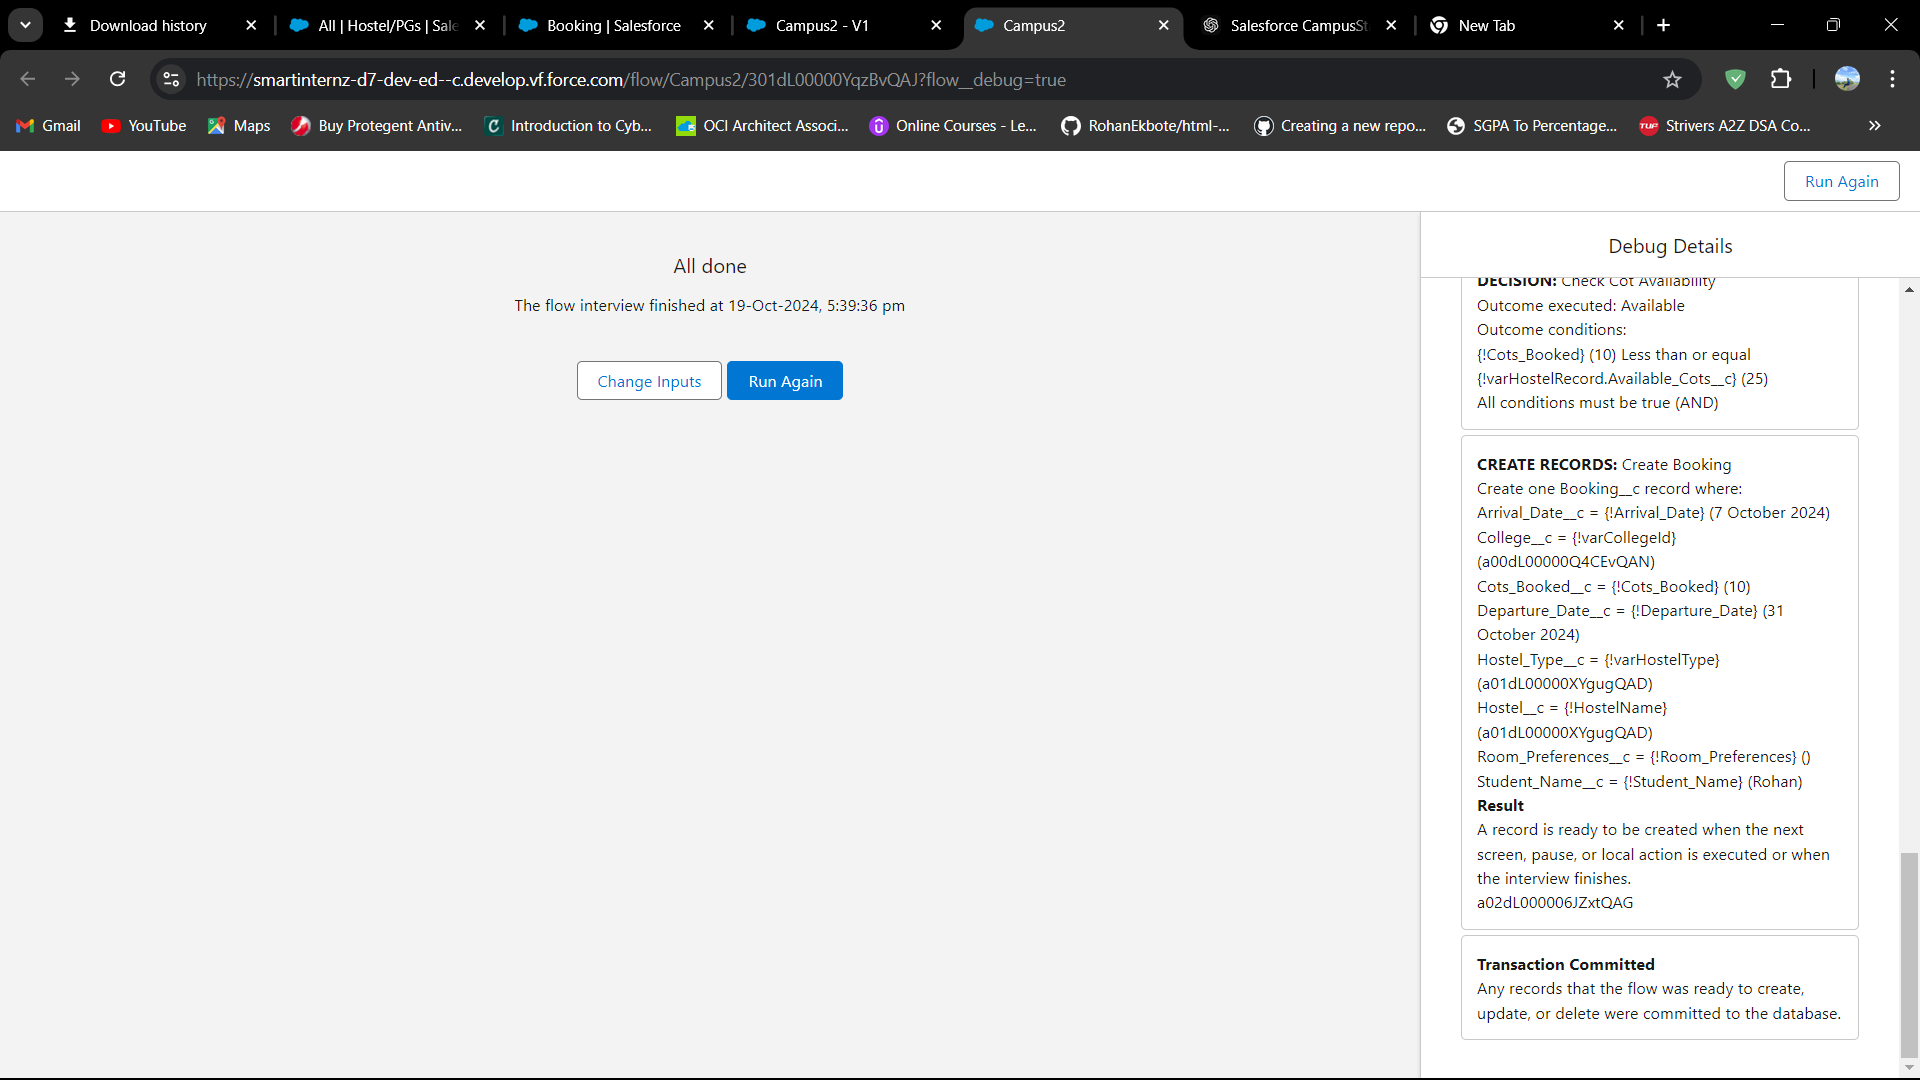 Download history
All | Hostel/PGs | Sale
Booking | Salesforce
Campus2 - V1
Campus2
Salesforce CampusSt
New Tab
https://smartinternz-d7-dev-ed--c.develop.vf.force.com/flow/Campus2/301dL00000YqzBvQAJ?flow__debug=true
Gmail
YouTube
Maps
Buy Protegent Antiv...
Introduction to Cyb...
OCI Architect Associ...
Online Courses - Le...
RohanEkbote/html-...
Creating a new repo...
SGPA To Percentage...
TUF
Strivers A2Z DSA Co...
Run Again
All done
The flow interview finished at 19-Oct-2024, 5:39:36 pm
Change Inputs
Run Again
Debug Details
DECISION: Check Cot Availability
Outcome executed: Available
Outcome conditions:
{!Cots_Booked} (10) Less than or equal
{!varHostelRecord.Available_Cots__c} (25)
All conditions must be true (AND)
CREATE RECORDS: Create Booking
Create one Booking__c record where:
Arrival_Date__c = {!Arrival_Date} (7 October 2024)
College__c = {!varCollegeId}
(a00dL00000Q4CEvQAN)
Cots_Booked__c = {!Cots_Booked} (10)
Departure_Date__c = {!Departure_Date} (31
October 2024)
Hostel_Type__c = {!varHostelType}
(a01dL00000XYgugQAD)
Hostel__c = {!HostelName}
(a01dL00000XYgugQAD)
Room_Preferences__c = {!Room_Preferences} ()
Student_Name__c = {!Student_Name} (Rohan)
Result
A record is ready to be created when the next
screen, pause, or local action is executed or when
the interview finishes.
a02dL000006JZxtQAG
Transaction Committed
Any records that the flow was ready to create,
update, or delete were committed to the database.